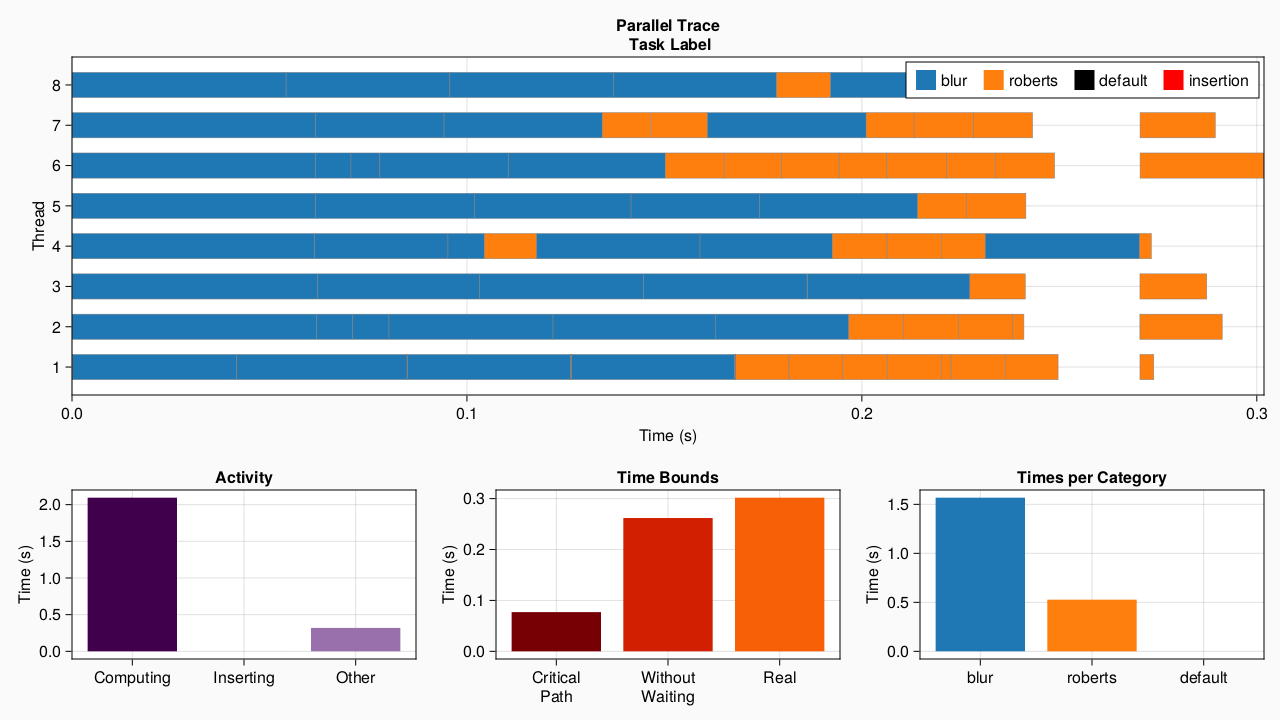 Parallel Trace
Task Label
blur
roberts
default
insertion
Thread
8
7
6
5
4
3
2
1
0.0
0.1
0.2
0.3
Time (s)
Activity
Time (s)
2.0
1.5
1.0
0.5
0.0
Computing
Inserting
Other
Time Bounds
Time (s)
0.3
0.2
0.1
0.0
Critical
Path
Without
Waiting
Real
Times per Category
Time (s)
1.5
1.0
0.5
0.0
blur
roberts
default